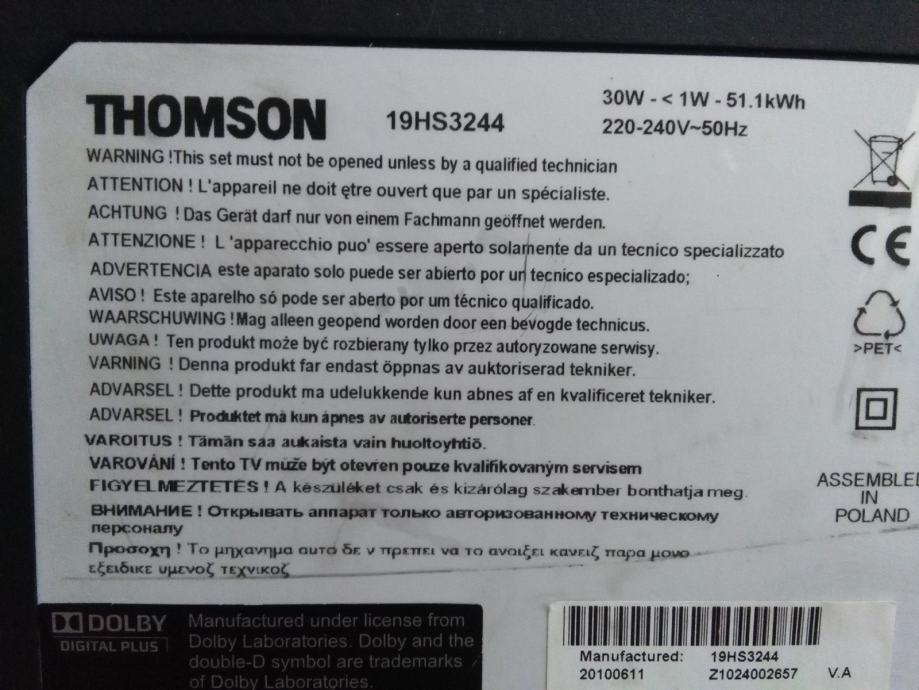 THOMSON 19HS3244
30W - < 1W - 51.1kWh
220-240V~50Hz
WARNING !This set must not be opened unless by a qualified technician
ATTENTION ! L'appareil ne doit ętre ouvert que par un spécialiste.
ACHTUNG ! Das Gerät darf nur von einem Fachmann geöffnet werden.
ATTENZIONE ! L 'apparecchio puo' essere aperto solamente da un tecnico specializzato
ADVERTENCIA este aparato solo puede ser abierto por un tecnico especializado;
AVISO ! Este aparelho só pode ser aberto por um técnico qualificado.
WAARSCHUWING !Mag alleen geopend worden door een bevogde technicus.
UWAGA ! Ten produkt może być rozbierany tylko przez autoryzowane serwisy.
VARNING ! Denna produkt far endast öppnas av auktoriserad tekniker.
ADVARSEL ! Dette produkt ma udelukkende kun abnes af en kvalificeret tekniker.
ADVARSEL ! Produktet må kun åpnes av autoriserte personer.
VAROITUS ! Tämän saa aukaista vain huoltoyhtiö.
VAROVÁNÍ ! Tento TV může být otevřen pouze kvalifikovaným servisem
FIGYELMEZTETÉS ! A készüléket csak és kizárólag szakember bonthatja meg.
ВНИМАНИЕ ! Открывать аппарат только авторизованному техническому
персоналу
Προσοχη ! Το μηχανημα αυτο δε ν πρεπει να το ανοιξει κανειζ παρα μονο
εξειδικε υμενοζ τεχνικοζ
>PET<
ASSEMBLED
IN
POLAND
DOLBY
DIGITAL PLUS
Manufactured under license from
Dolby Laboratories. Dolby and the
double-D symbol are trademarks
of Dolby Laboratories.
Manufactured: 19HS3244
20100611 Z1024002657 V.A